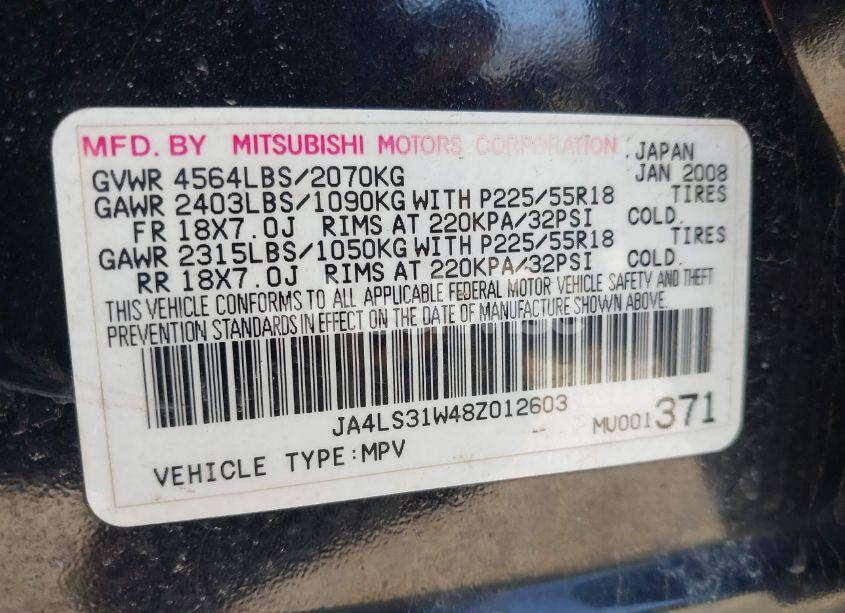 MFD. BY MITSUBISHI MOTORS CORPORATION. JAPAN
GVWR 4564LBS/2070KG JAN 2008
GAWR 2403LBS/1090KG WITH P225/55R18 TIRES
FR 18X7.0J RIMS AT 220KPA/32PSI COLD.
GAWR 2315LBS/1050KG WITH P225/55R18 TIRES
RR 18X7.0J RIMS AT 220KPA/32PSI COLD.
THIS VEHICLE CONFORMS TO ALL APPLICABLE FEDERAL MOTOR VEHICLE SAFETY AND THEFT
PREVENTION STANDARDS IN EFFECT ON THE DATE OF MANUFACTURE SHOWN ABOVE.
JA4LS31W48Z012603
MU001371
VEHICLE TYPE:MPV